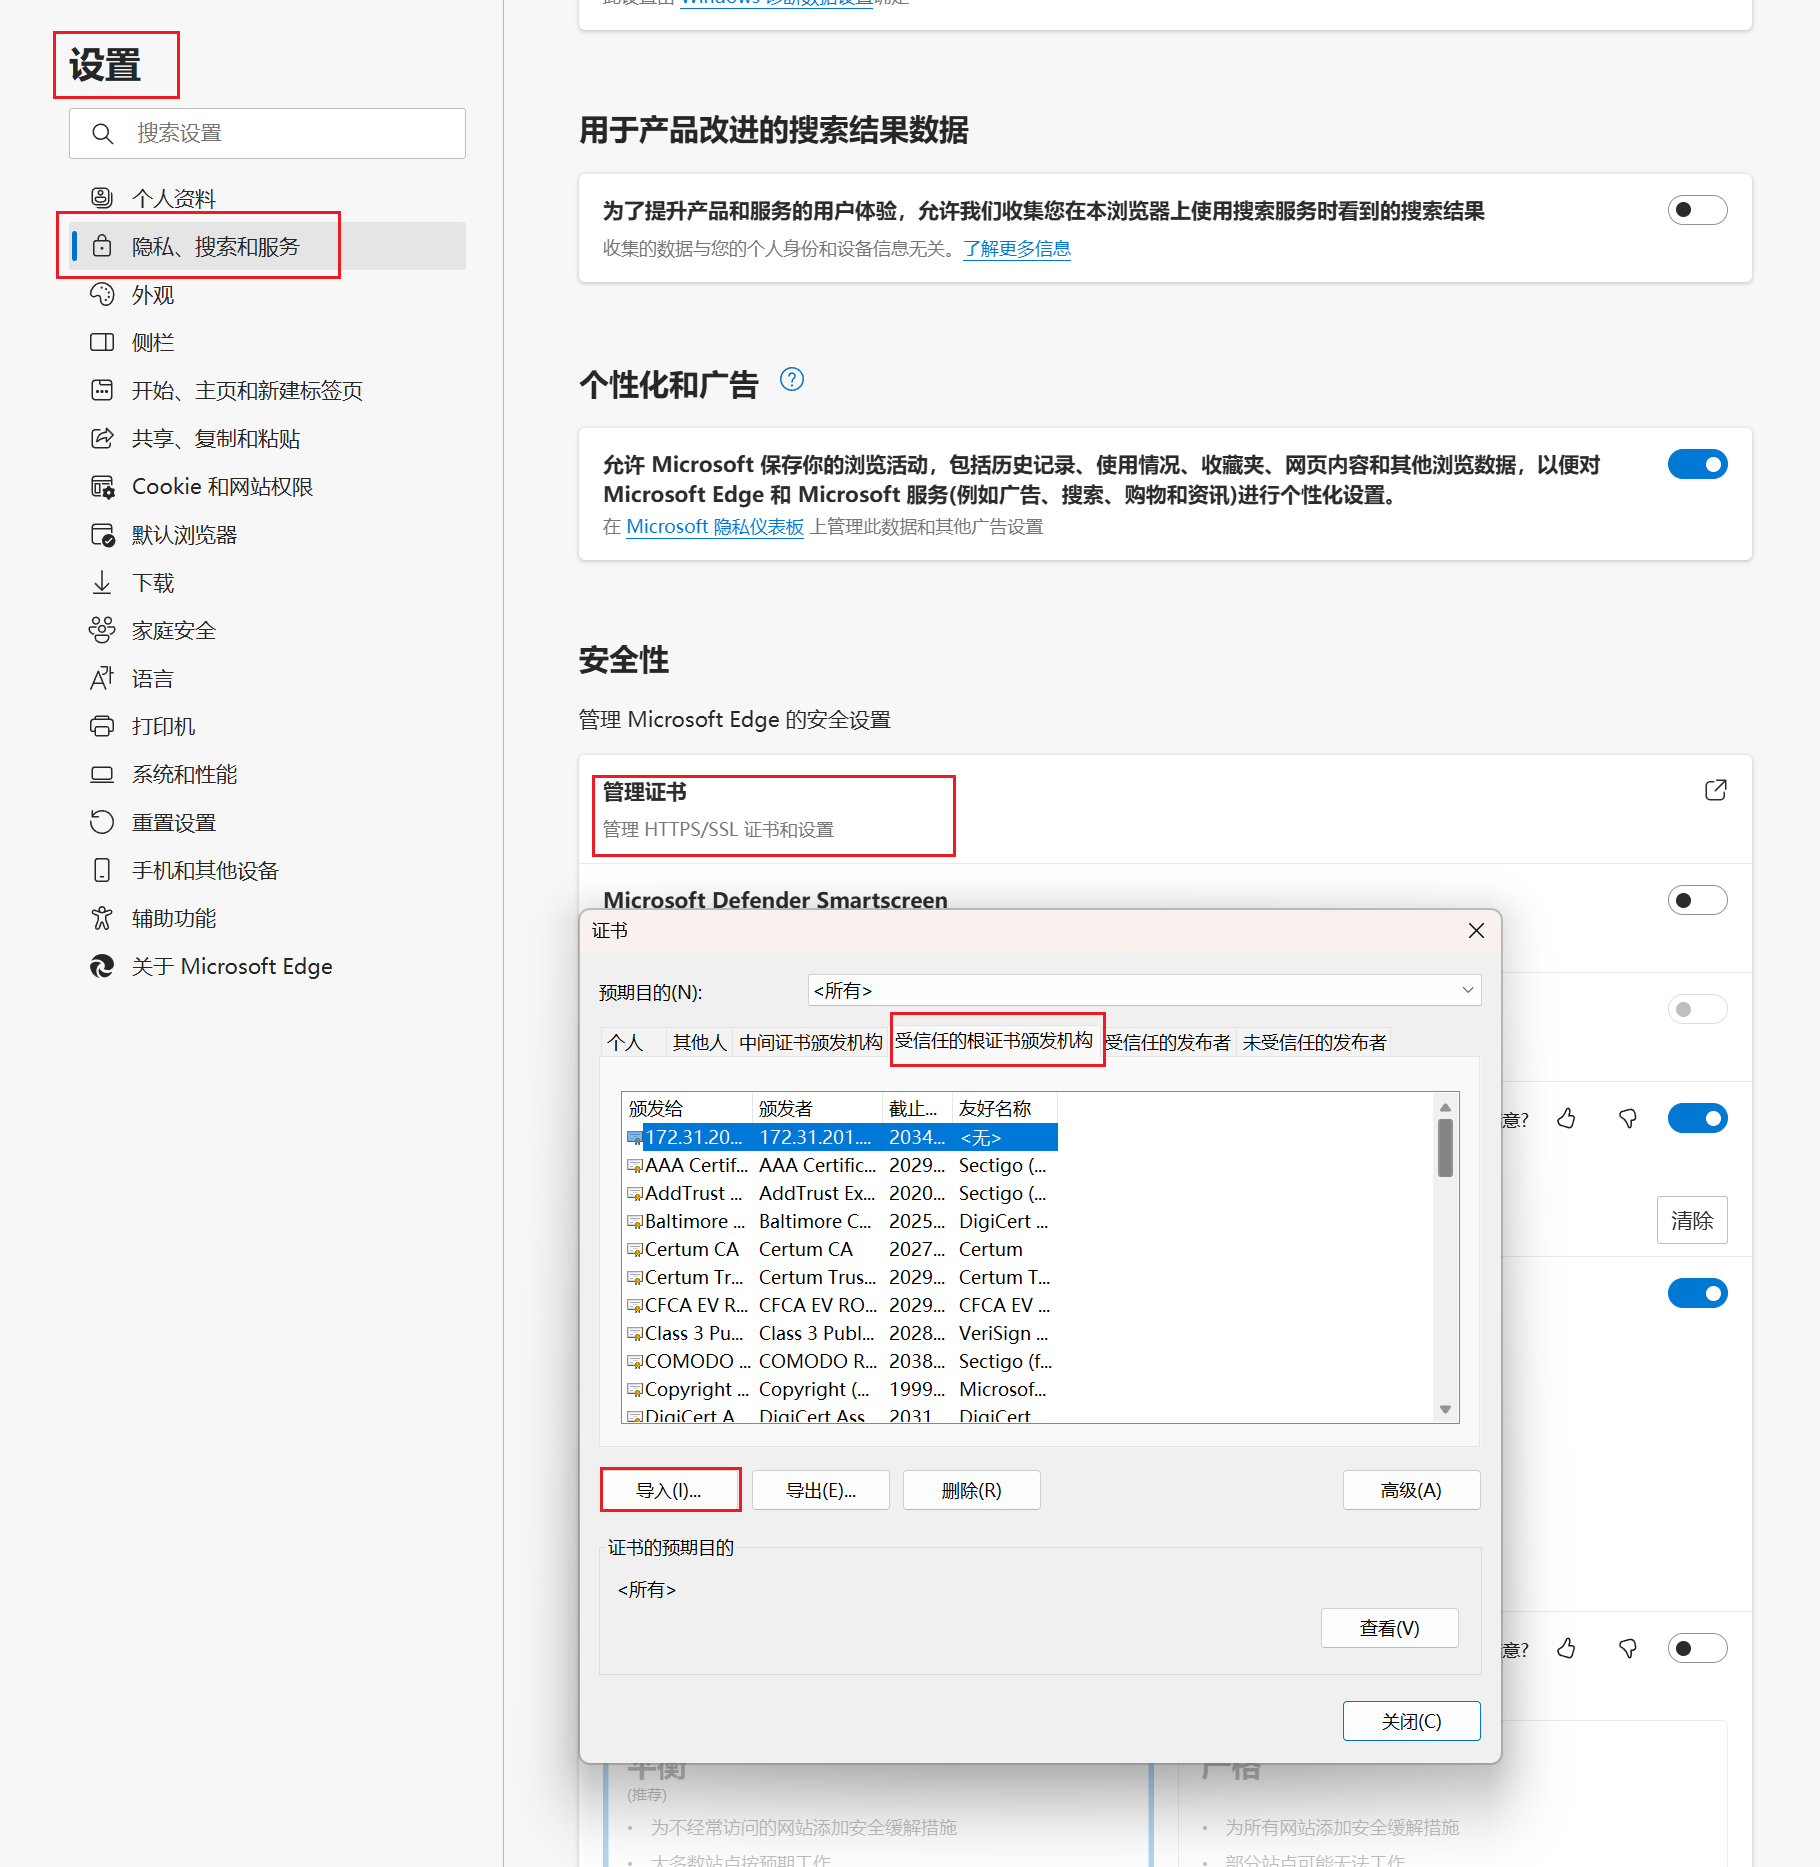 设置
搜索设置
个人资料
隐私、搜索和服务
外观
侧栏
开始、主页和新建标签页
共享、复制和粘贴
Cookie 和网站权限
默认浏览器
下载
家庭安全
语言
打印机
系统和性能
重置设置
手机和其他设备
辅助功能
关于 Microsoft Edge
此设置由 Windows 诊断数据设置确定
用于产品改进的搜索结果数据
为了提升产品和服务的用户体验，允许我们收集您在本浏览器上使用搜索服务时看到的搜索结果
收集的数据与您的个人身份和设备信息无关。了解更多信息
个性化和广告
允许 Microsoft 保存你的浏览活动，包括历史记录、使用情况、收藏夹、网页内容和其他浏览数据，以便对
Microsoft Edge 和 Microsoft 服务(例如广告、搜索、购物和资讯)进行个性化设置。
在 Microsoft 隐私仪表板 上管理此数据和其他广告设置
安全性
管理 Microsoft Edge 的安全设置
管理证书
管理 HTTPS/SSL 证书和设置
Microsoft Defender Smartscreen
证书
预期目的(N): <所有>
个人 其他人 中间证书颁发机构 受信任的根证书颁发机构 受信任的发布者 未受信任的发布者
颁发给 颁发者 截止... 友好名称
172.31.20... 172.31.201.... 2034... <无>
AAA Certif... AAA Certific... 2029... Sectigo (...
AddTrust ... AddTrust Ex... 2020... Sectigo (...
Baltimore ... Baltimore C... 2025... DigiCert ...
Certum CA Certum CA 2027... Certum
Certum Tr... Certum Trus... 2029... Certum T...
CFCA EV R... CFCA EV RO... 2029... CFCA EV ...
Class 3 Pu... Class 3 Publ... 2028... VeriSign ...
COMODO ... COMODO R... 2038... Sectigo (f...
Copyright ... Copyright (... 1999... Microsof...
DigiCert A DigiCert Ass 2031 DigiCert
意?
清除
导入(I)... 导出(E)... 删除(R) 高级(A)
证书的预期目的
<所有>
查看(V)
意?
关闭(C)
平衡
(推荐)
• 为不经常访问的网站添加安全缓解措施
• 大多数站点按预期工作
严格
• 为所有网站添加安全缓解措施
• 部分站点可能无法工作